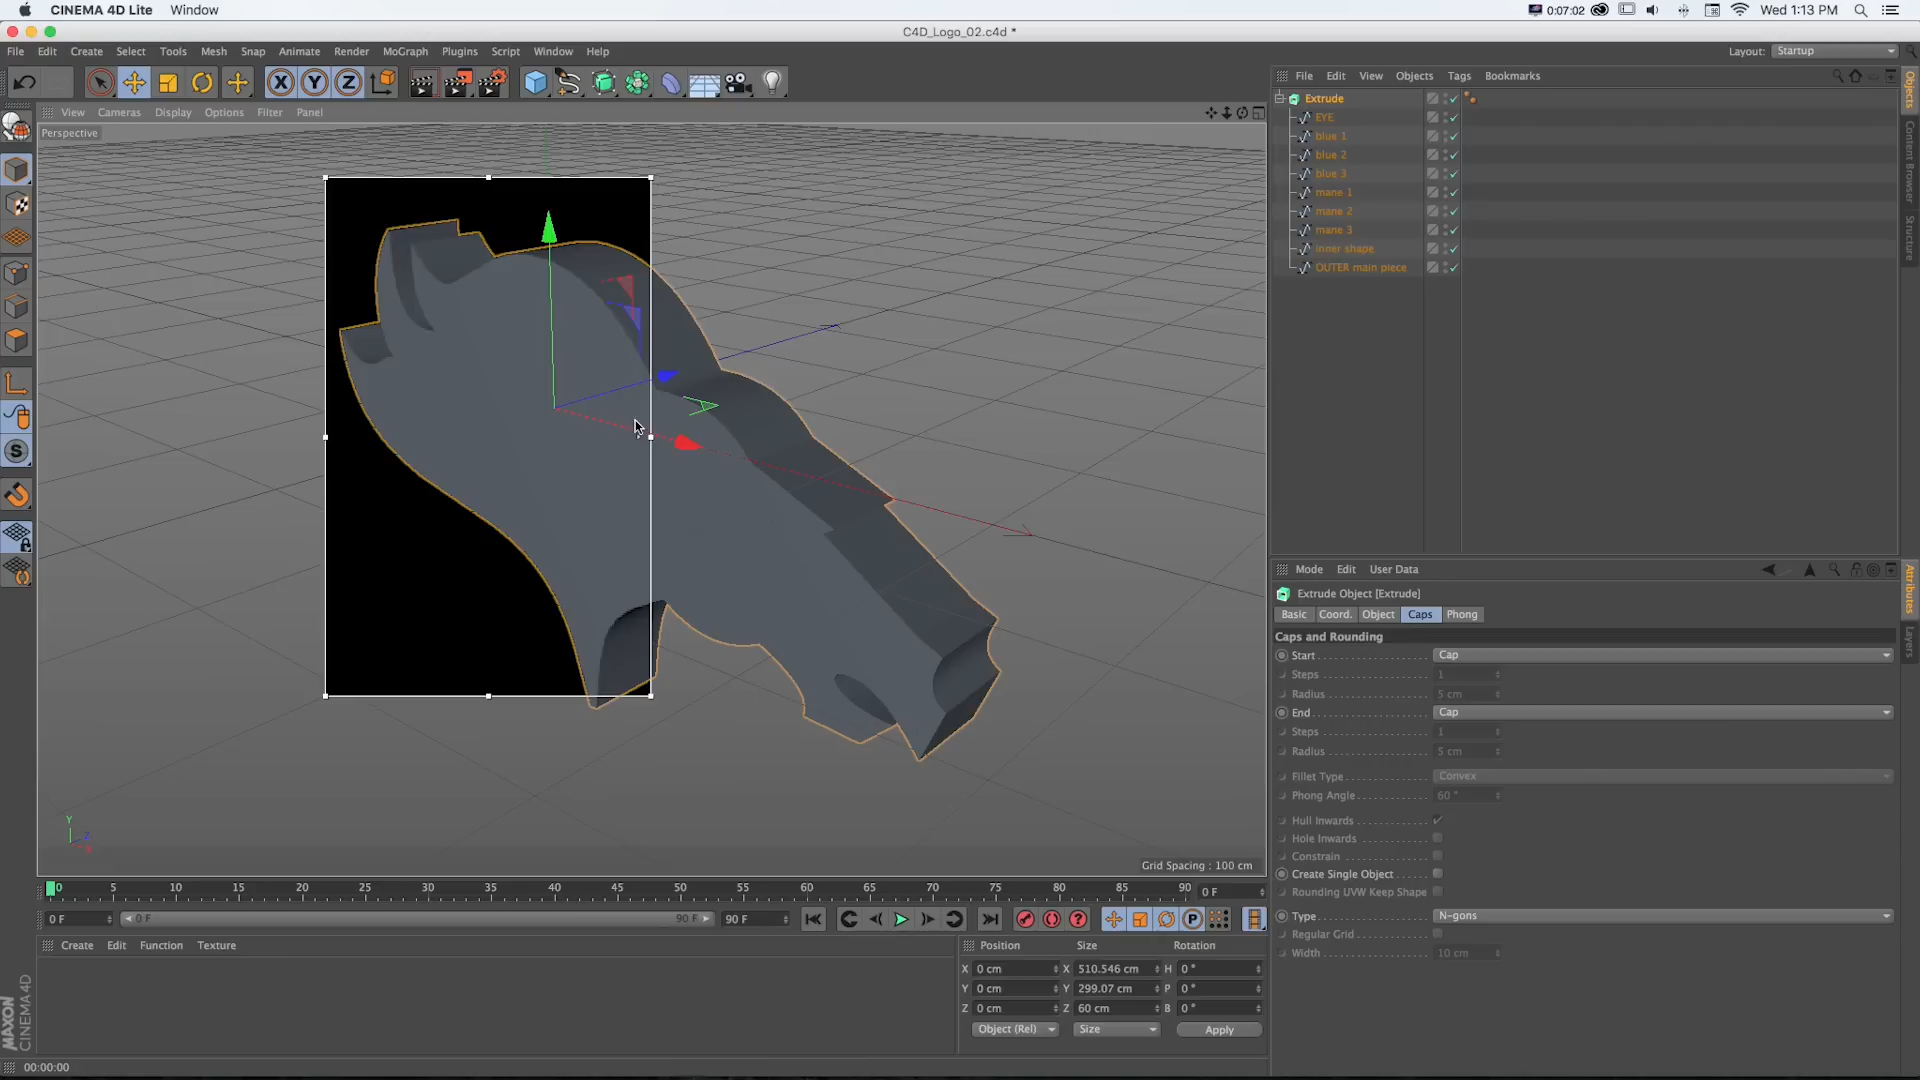 CINEMA 4D Lite Window 0:07:02 Wed 1:13 PM
C4D_Logo_02.c4d *
File Edit Create Select Tools Mesh Snap Animate Render MoGraph Plugins Script Window Help Layout: Startup
X Y Z
File Edit View Objects Tags Bookmarks
View Cameras Display Options Filter Panel
Perspective
Extrude
EYE
blue 1
blue 2
blue 3
mane 1
mane 2
mane 3
inner shape
OUTER main piece
Objects
Content Browser
Structure
Mode Edit User Data
Extrude Object [Extrude]
Basic Coord. Object Caps Phong
Caps and Rounding
Start Cap
Steps 1
Radius 5 cm
End Cap
Steps 1
Radius 5 cm
Fillet Type Convex
Phong Angle 60 °
Hull Inwards
Hole Inwards
Constrain
Create Single Object
Rounding UVW Keep Shape
Type N-gons
Regular Grid
Width 10 cm
Attributes
Layers
S
Y
Z
X
Grid Spacing : 100 cm
0 5 10 15 20 25 30 35 40 45 50 55 60 65 70 75 80 85 90 0 F
0 F 0 F 90 F 90 F P
Create Edit Function Texture
Position Size Rotation
X 0 cm X 510.546 cm H 0 °
Y 0 cm Y 299.07 cm P 0 °
Z 0 cm Z 60 cm B 0 °
Object (Rel) Size Apply
MAXON
CINEMA 4D
00:00:00